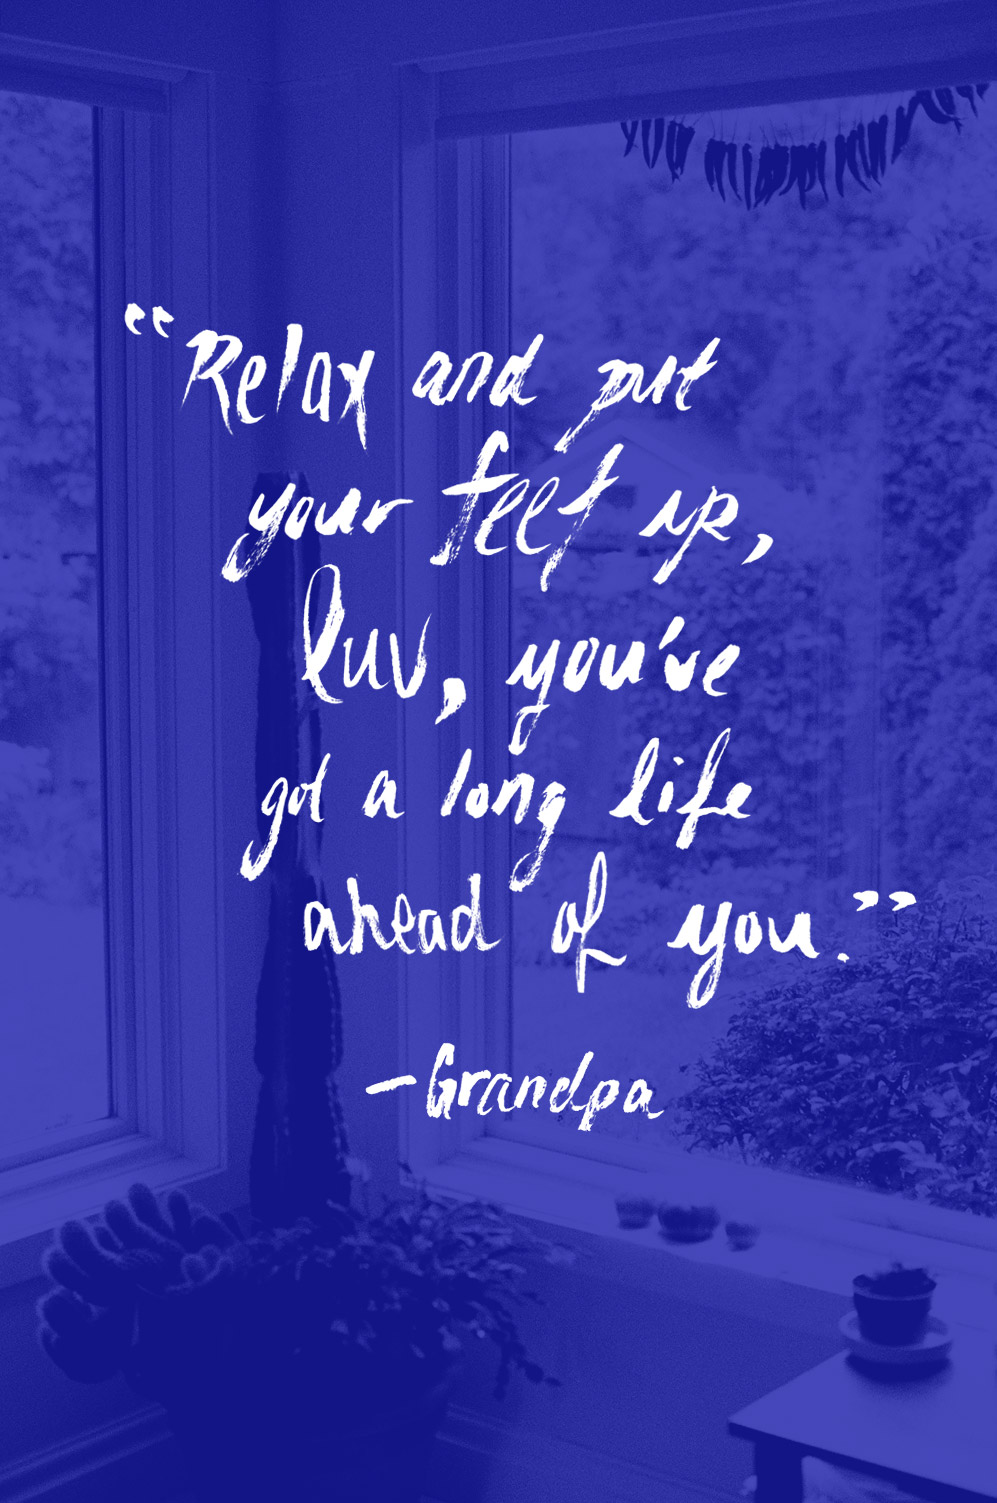 “Relax and put
your feet up,
luv, you’ve
got a long life
ahead of you.”
–Grandpa